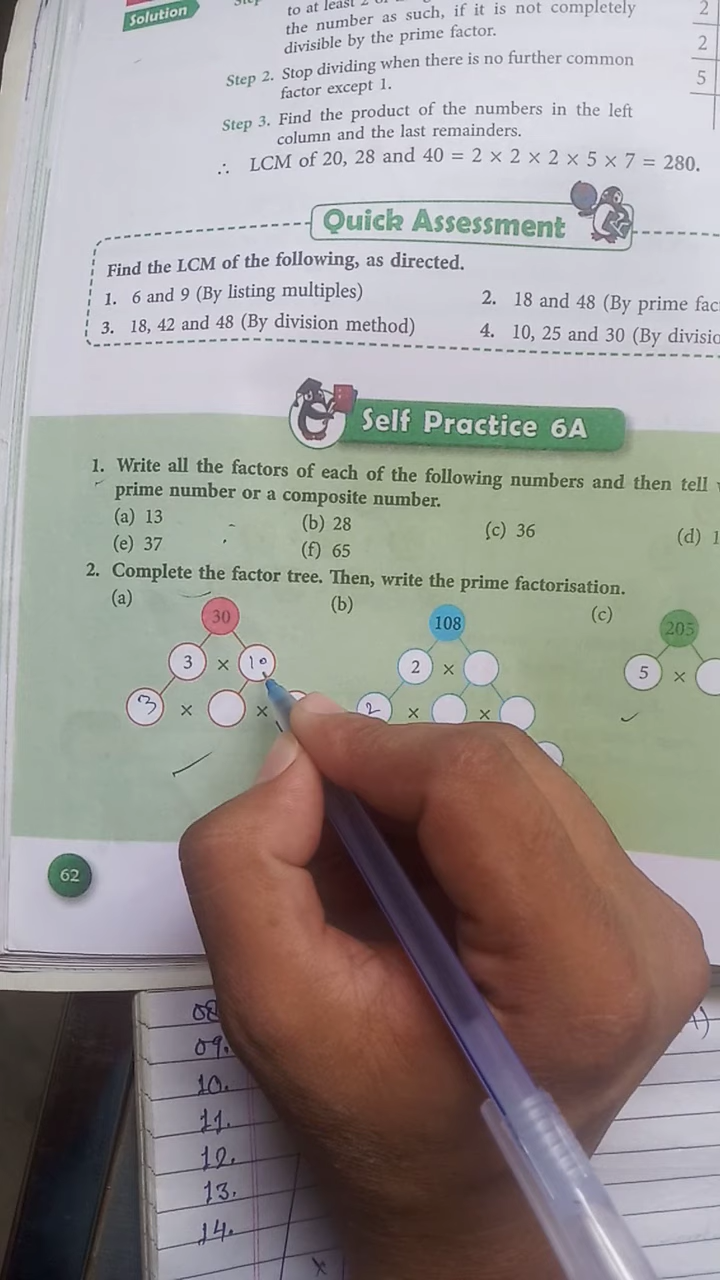 Solution
to at least 2
the number as such, if it is not completely
divisible by the prime factor.
Step 2. Stop dividing when there is no further common
factor except 1.
Step 3. Find the product of the numbers in the left
column and the last remainders.
∴ LCM of 20, 28 and 40 = 2 × 2 × 2 × 5 × 7 = 280.
2
2
5
Quick Assessment
Find the LCM of the following, as directed.
1. 6 and 9 (By listing multiples)
2. 18 and 48 (By prime fac
3. 18, 42 and 48 (By division method)
4. 10, 25 and 30 (By divisio
Self Practice 6A
1. Write all the factors of each of the following numbers and then tell
prime number or a composite number.
(a) 13 (b) 28 (c) 36 (d) 1
(e) 37 (f) 65
2. Complete the factor tree. Then, write the prime factorisation.
(a) (b) (c)
30 108 205
3 × 10 2 × 5 ×
3 × × 2 × ×
62
09.
10.
11.
12.
13.
14.